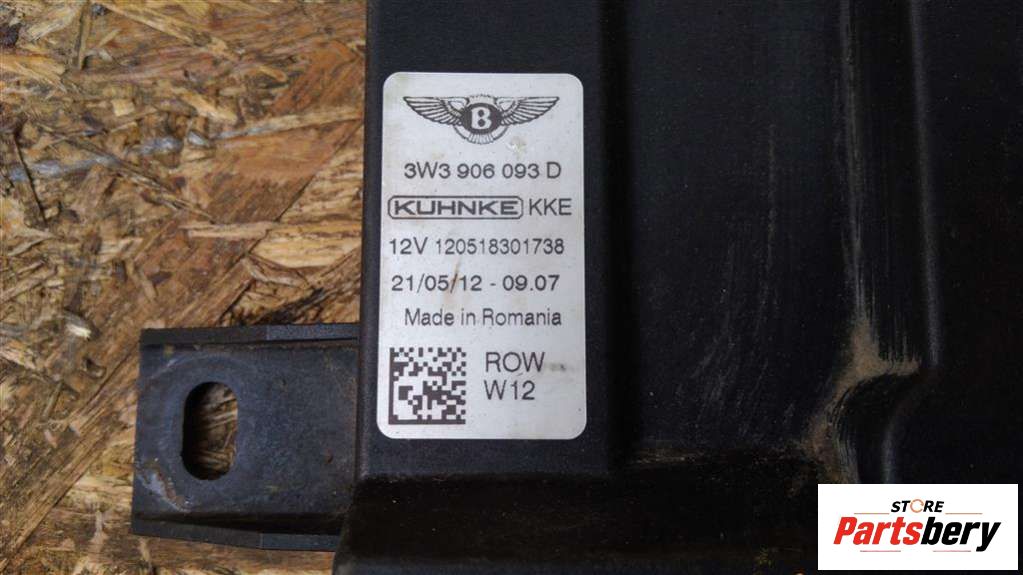 B
3W3 906 093 D
KUHNKE KKE
12V 120518301738
21/05/12 - 09.07
Made in Romania
ROW
W12
STORE
Partsbery